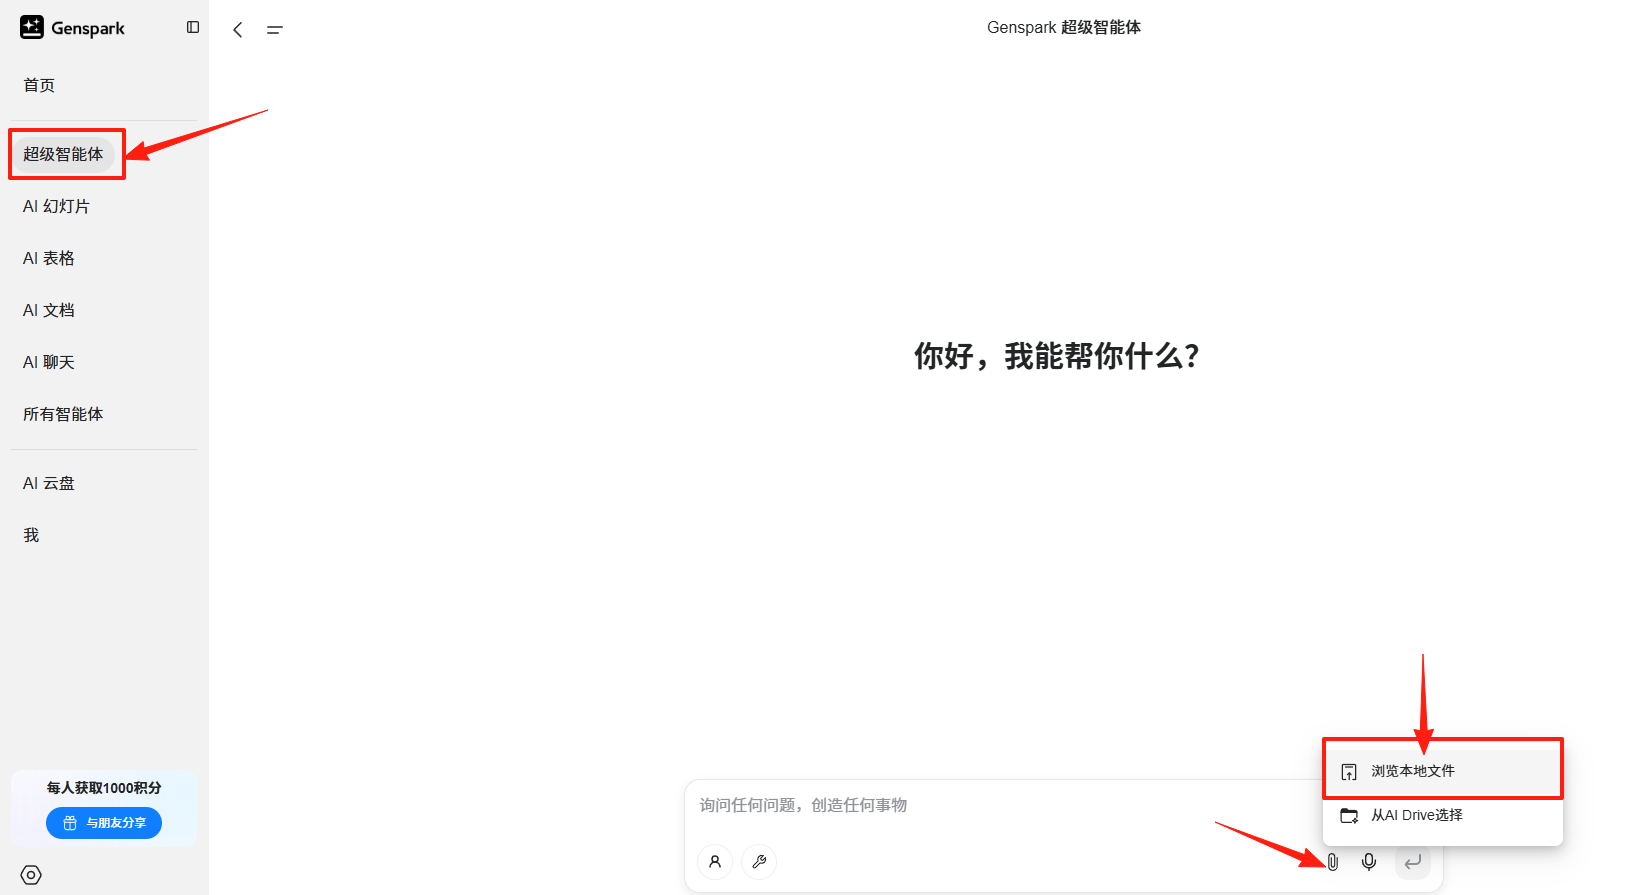 Genspark
首页
超级智能体
AI 幻灯片
AI 表格
AI 文档
AI 聊天
所有智能体
AI 云盘
我
每人获取1000积分
与朋友分享
Genspark 超级智能体
你好，我能帮你什么？
询问任何问题，创造任何事物
浏览本地文件
从AI Drive选择